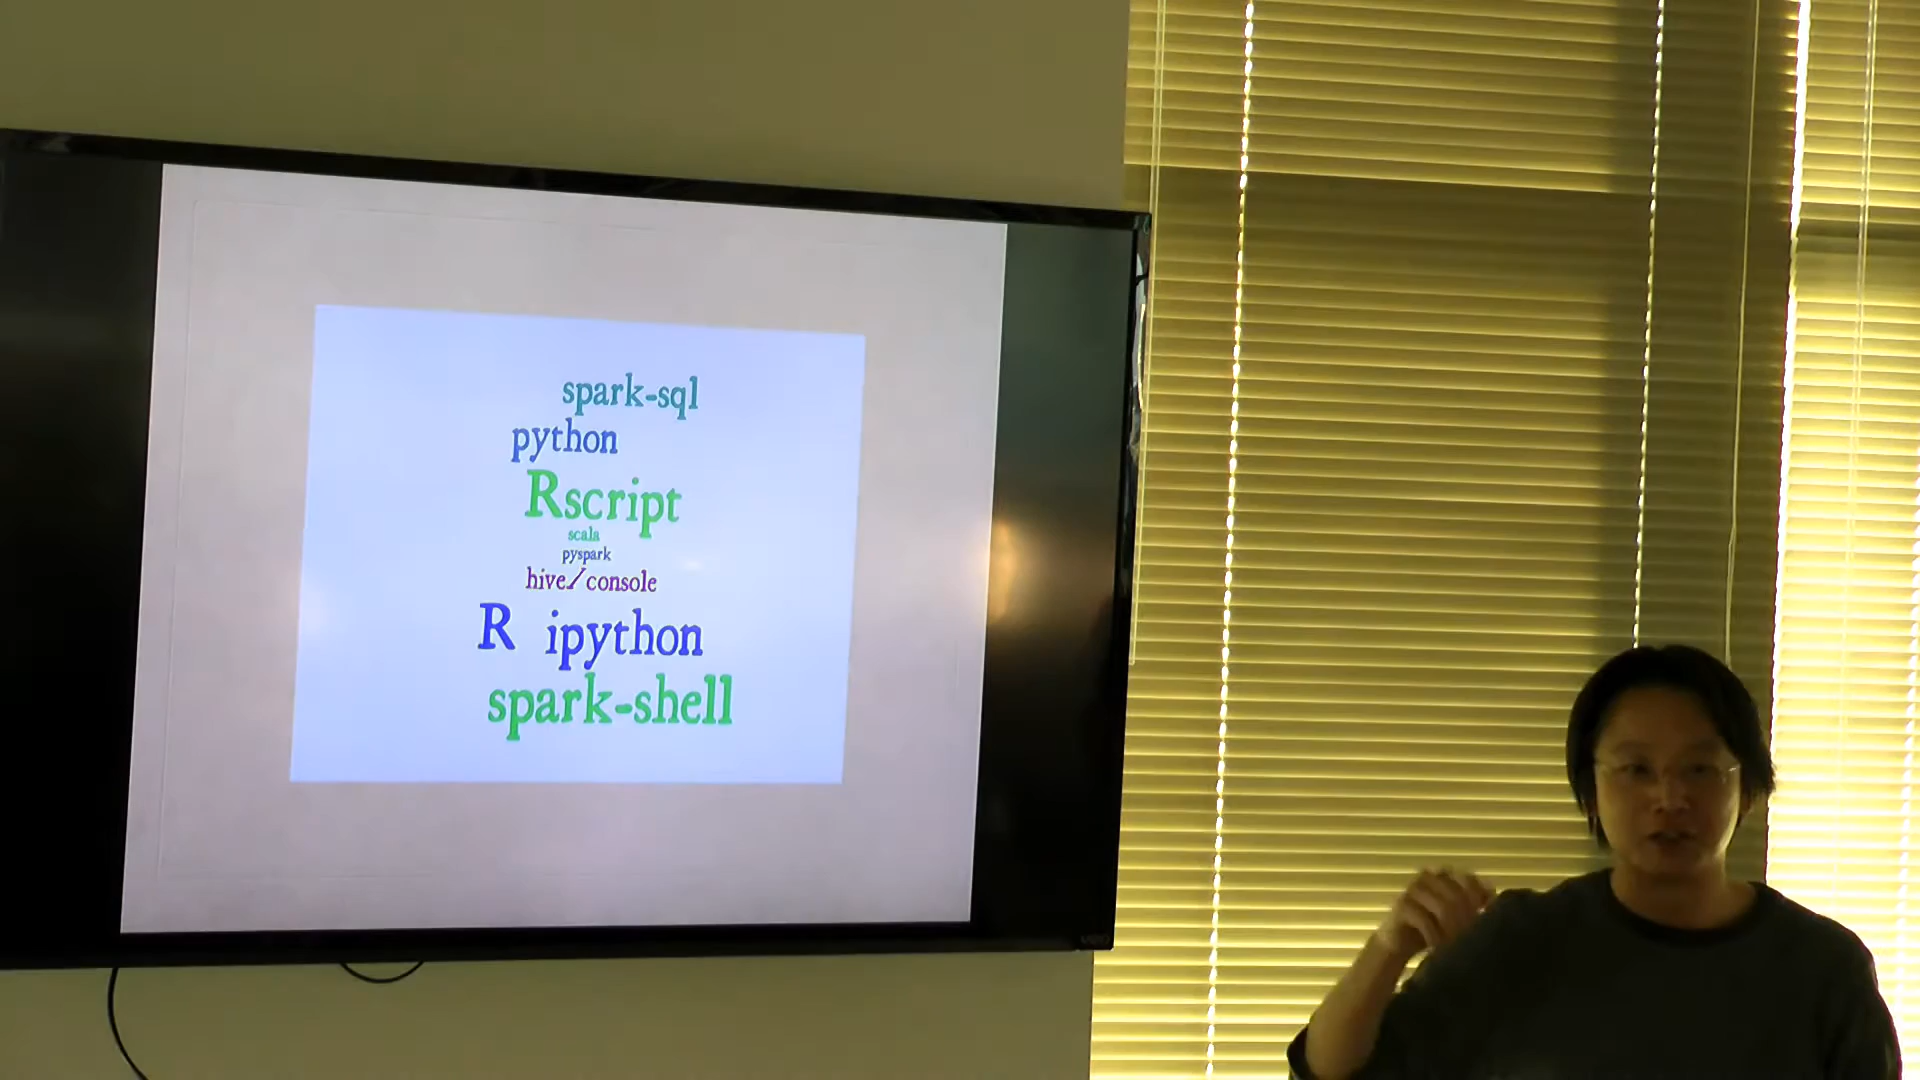 spark-sql
python
Rscript
scala
pyspark
hive/console
R ipython
spark-shell